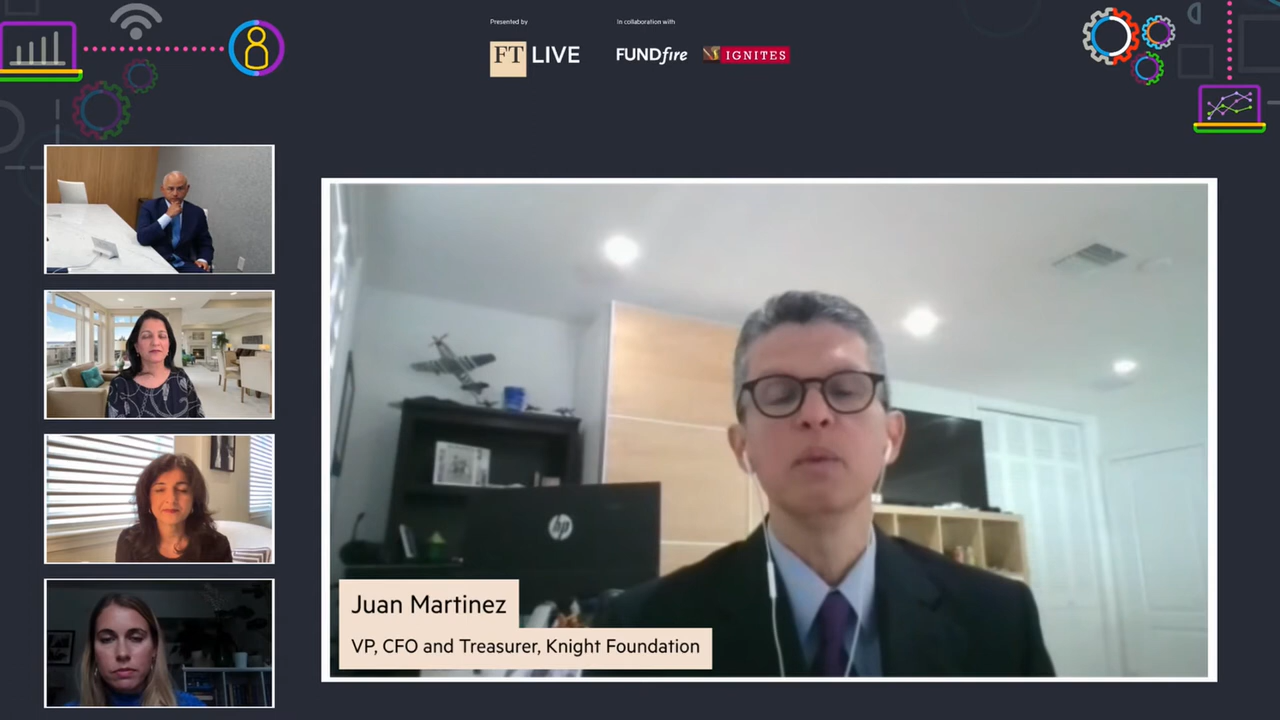 Presented by
In collaboration with
FT LIVE
FUNDfire
IGNITES
hp
Juan Martinez
VP, CFO and Treasurer, Knight Foundation